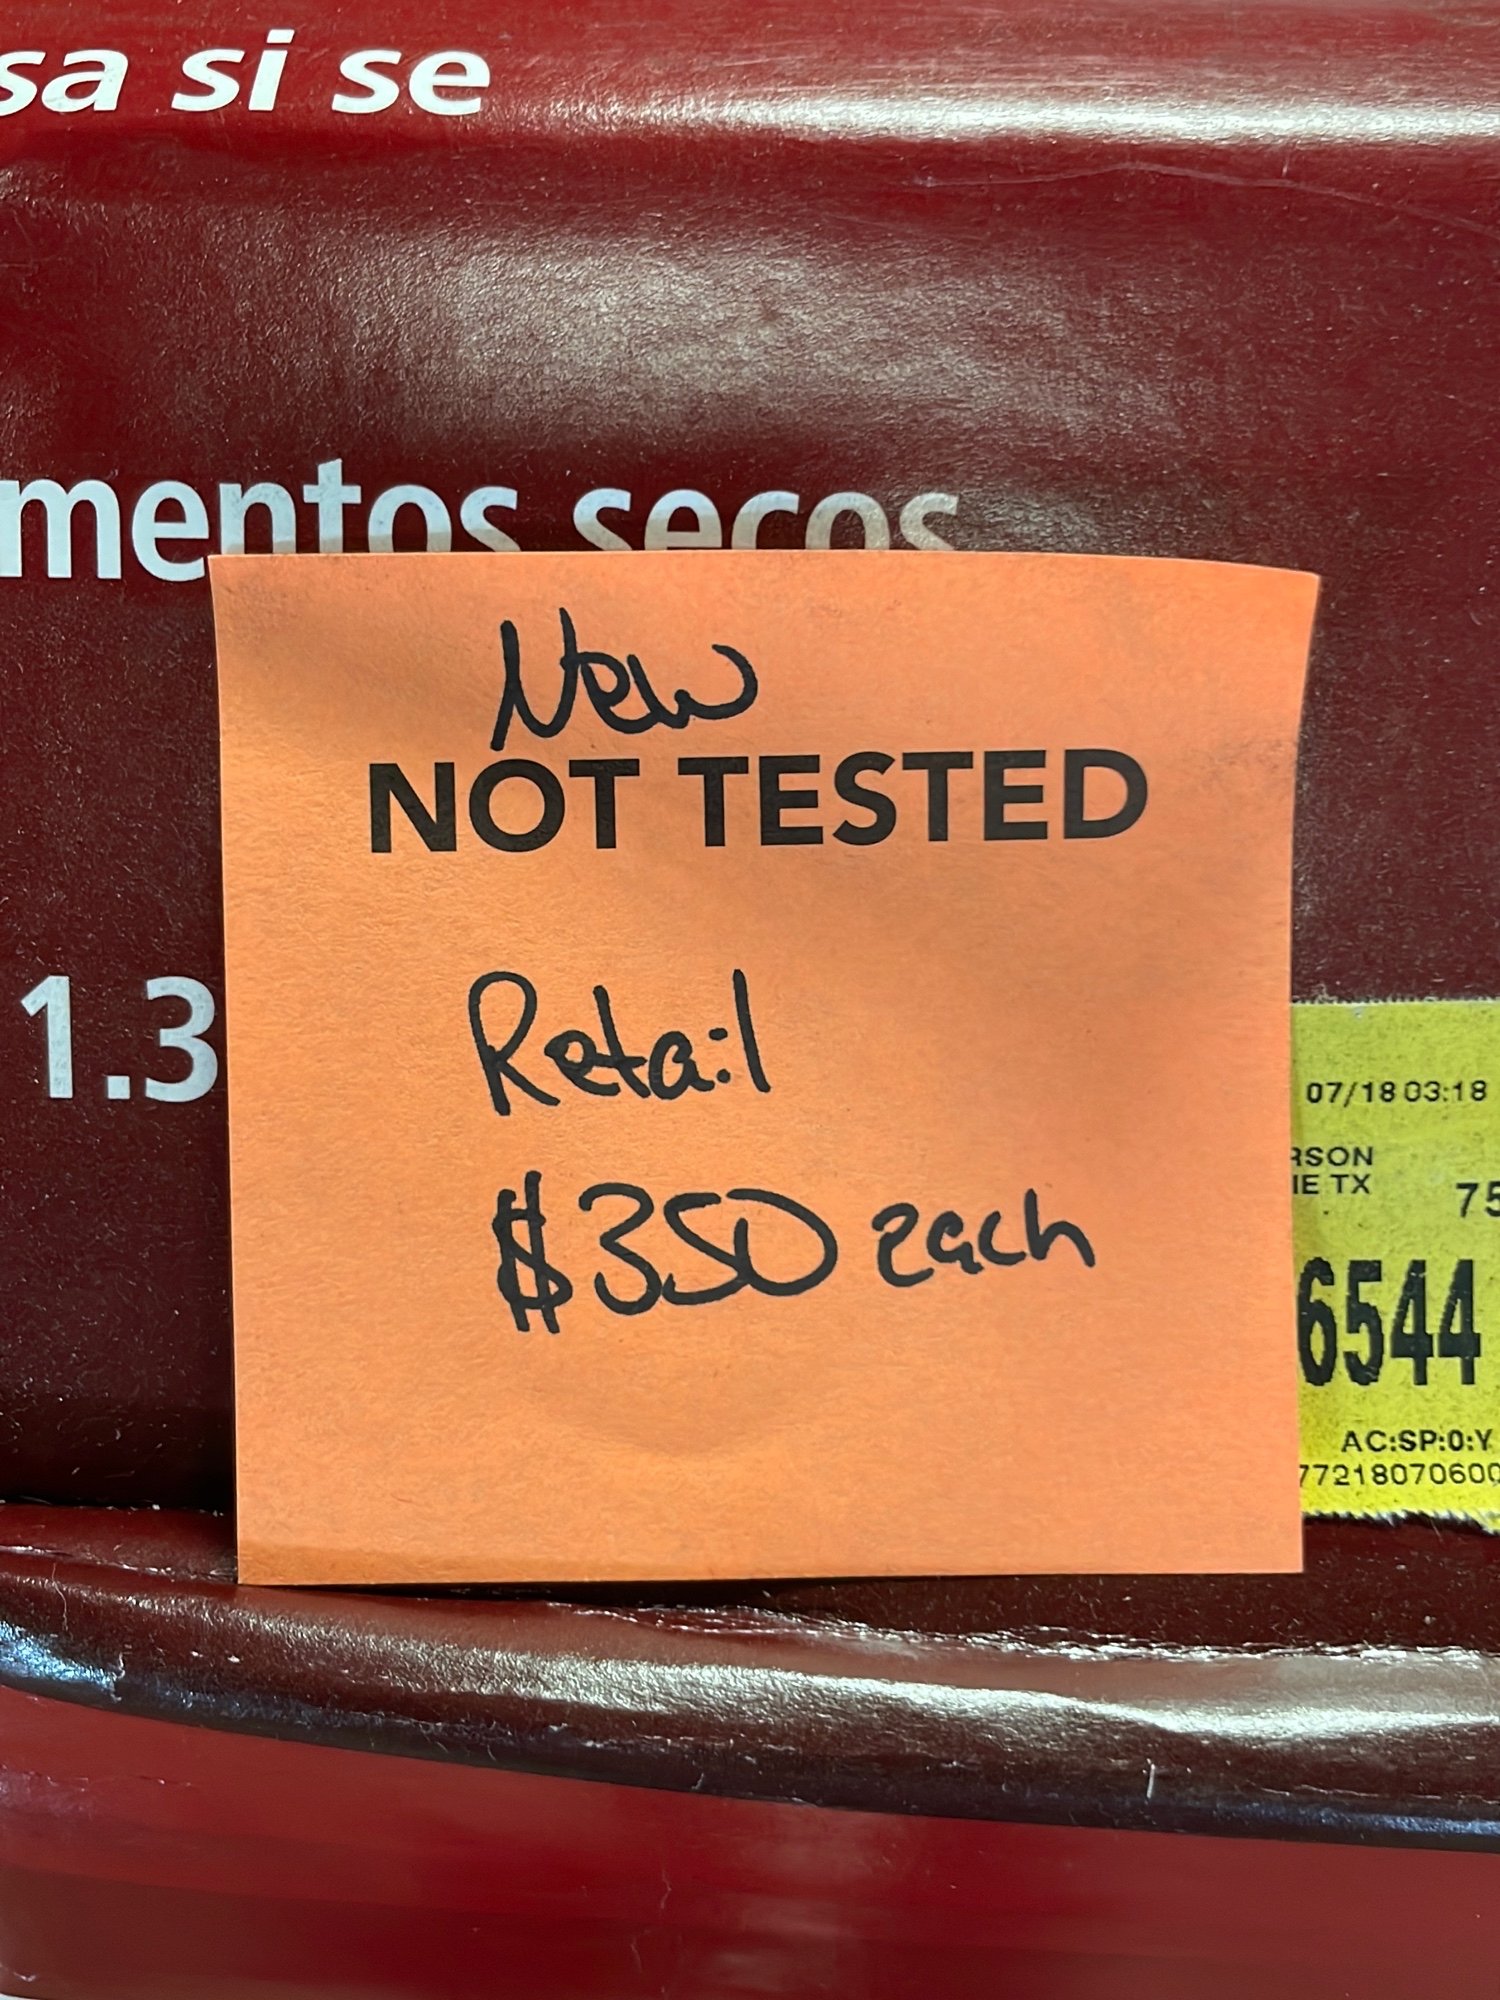 sa si se
mentos secos
New
NOT TESTED
Retail
$350 each
1.3
07/18 03:18
RSON
IE TX 75
6544
AC:SP:0:Y
77218070600